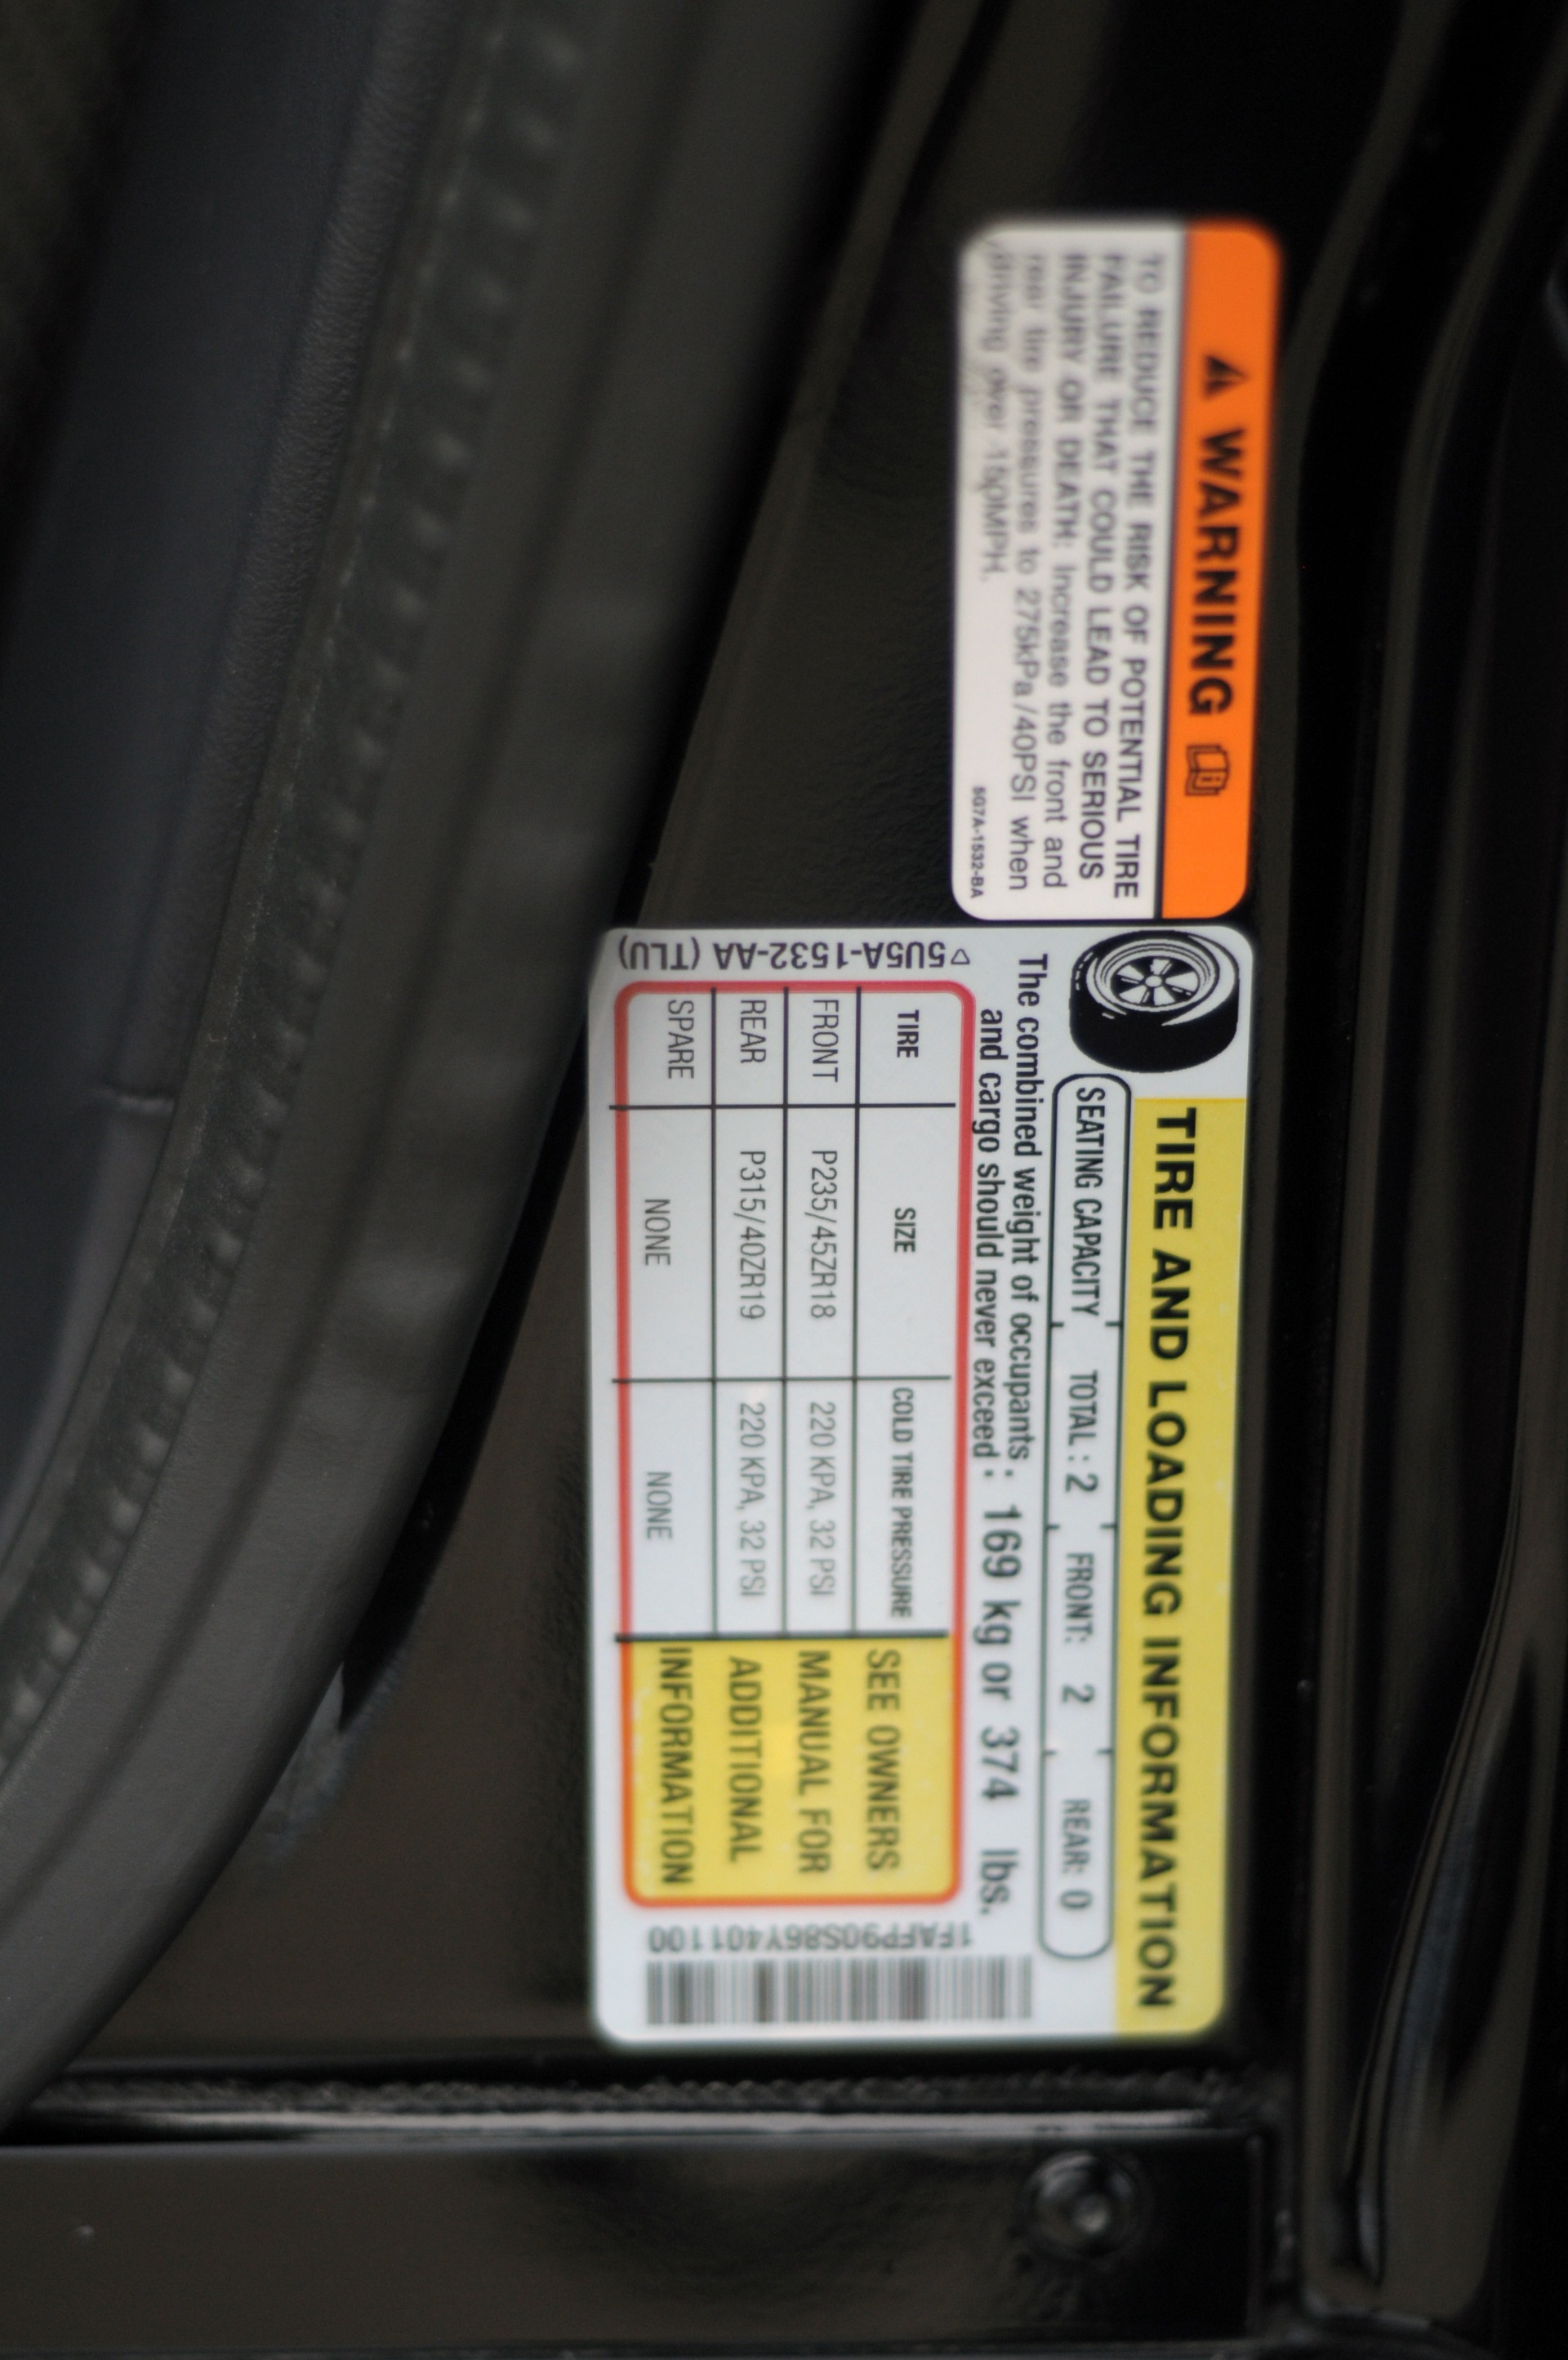 WARNING
TO REDUCE THE RISK OF POTENTIAL TIRE
FAILURE THAT COULD LEAD TO SERIOUS
INJURY OR DEATH: Increase the front and
rear tire pressures to 275kPa/40PSI when
driving over 150MPH.
5G7A-1532-BA
TIRE AND LOADING INFORMATION
SEATING CAPACITY TOTAL : 2 FRONT: 2 REAR: 0
The combined weight of occupants :
and cargo should never exceed : 169 kg or 374 lbs.
TIRE SIZE COLD TIRE PRESSURE
FRONT P235/45ZR18 220 KPA, 32 PSI
REAR P315/40ZR19 220 KPA, 32 PSI
SPARE NONE NONE
SEE OWNERS
MANUAL FOR
ADDITIONAL
INFORMATION
5U5A-1532-AA (TLU)
1FAFP90S86Y401100